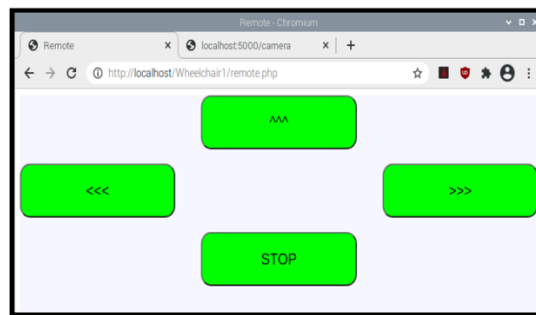 Remote - Chromium
Remote x localhost:5000/camera x +
http://localhost/Wheelchair1/remote.php
^^^
<<< >>>
STOP